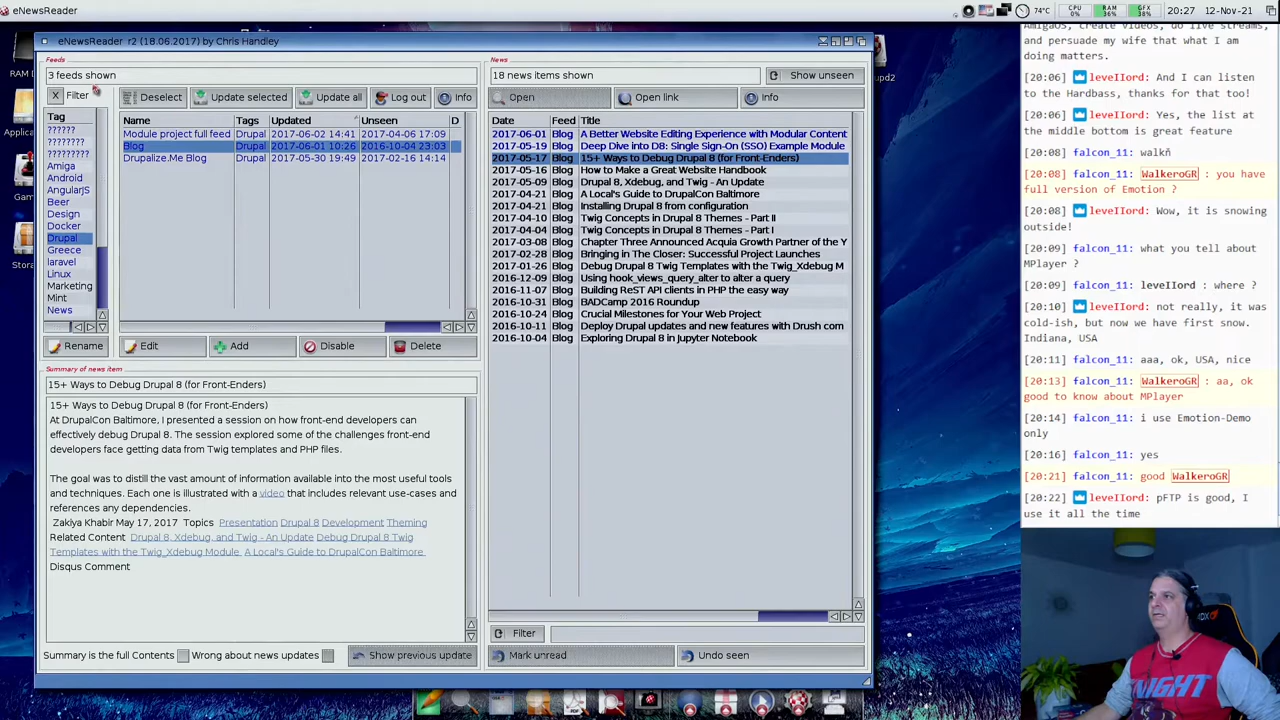 eNewsReader
74°C
CPU
0%
RAM
36%
GFX
38%
20:27
12-Nov-21
eNewsReader r2 (18.06.2017) by Chris Handley
RAM
Applica
Gam
Stora
upd2
Feeds
3 feeds shown
X Filter
Deselect
Update selected
Update all
Log out
Info
Tag
??????
????????
?????????
Amiga
Android
AngularJS
Beer
Design
Docker
Drupal
Greece
laravel
Linux
Marketing
Mint
News
Name Tags Updated Unseen D
Module project full feed Drupal 2017-06-02 14:41 2017-04-06 17:09
Blog Drupal 2017-06-01 10:26 2016-10-04 23:03
Drupalize.Me Blog Drupal 2017-05-30 19:49 2017-02-16 14:14
Rename
Edit
Add
Disable
Delete
Summary of news item
15+ Ways to Debug Drupal 8 (for Front-Enders)
15+ Ways to Debug Drupal 8 (for Front-Enders)
At DrupalCon Baltimore, I presented a session on how front-end developers can
effectively debug Drupal 8. The session explored some of the challenges front-end
developers face getting data from Twig templates and PHP files.
The goal was to distill the vast amount of information available into the most useful tools
and techniques. Each one is illustrated with a video that includes relevant use-cases and
references any dependencies.
Zakiya Khabir May 17, 2017 Topics Presentation Drupal 8 Development Theming
Related Content Drupal 8, Xdebug, and Twig - An Update Debug Drupal 8 Twig
Templates with the Twig_Xdebug Module A Local's Guide to DrupalCon Baltimore
Disqus Comment
Summary is the full Contents
Wrong about news updates
Show previous update
News
18 news items shown
Show unseen
Open
Open link
Info
Date Feed Title
2017-06-01 Blog A Better Website Editing Experience with Modular Content
2017-05-19 Blog Deep Dive into D8: Single Sign-On (SSO) Example Module
2017-05-17 Blog 15+ Ways to Debug Drupal 8 (for Front-Enders)
2017-05-16 Blog How to Make a Great Website Handbook
2017-05-09 Blog Drupal 8, Xdebug, and Twig - An Update
2017-04-21 Blog A Local's Guide to DrupalCon Baltimore
2017-04-21 Blog Installing Drupal 8 from configuration
2017-04-10 Blog Twig Concepts in Drupal 8 Themes - Part II
2017-04-10 Blog Twig Concepts in Drupal 8 Themes - Part I
2017-03-08 Blog Chapter Three Announced Acquia Growth Partner of the Y
2017-02-28 Blog Bringing in The Closer: Successful Project Launches
2017-01-26 Blog Debug Drupal 8 Twig Templates with the Twig_Xdebug M
2016-12-09 Blog Using hook_views_query_alter to alter a query
2016-11-07 Blog Building ReST API clients in PHP the easy way
2016-10-31 Blog BADCamp 2016 Roundup
2016-10-24 Blog Crucial Milestones for Your Web Project
2016-10-11 Blog Deploy Drupal updates and new features with Drush com
2016-10-04 Blog Exploring Drupal 8 in Jupyter Notebook
Filter
Mark unread
Undo seen
AmigaOS, create videos, do live streams,
and persuade my wife that what I am
doing matters.
[20:06] leveIIord: And I can listen
to the Hardbass, thanks for that too!
[20:06] leveIIord: Yes, the list at
the middle bottom is great feature
[20:08] falcon_11: walkñ
[20:08] falcon_11: WalkeroGR : you have
full version of Emotion ?
[20:08] leveIIord: Wow, it is snowing
outside!
[20:09] falcon_11: what you tell about
MPlayer ?
[20:09] falcon_11: leveIIord : where ?
[20:10] leveIIord: not really, it was
cold-ish, but now we have first snow.
Indiana, USA
[20:11] falcon_11: aaa, ok, USA, nice
[20:13] falcon_11: WalkeroGR : aa, ok
good to know about MPlayer
[20:14] falcon_11: i use Emotion-Demo
only
[20:16] falcon_11: yes
[20:21] falcon_11: good WalkeroGR
[20:22] leveIIord: pFTP is good, I
use it all the time